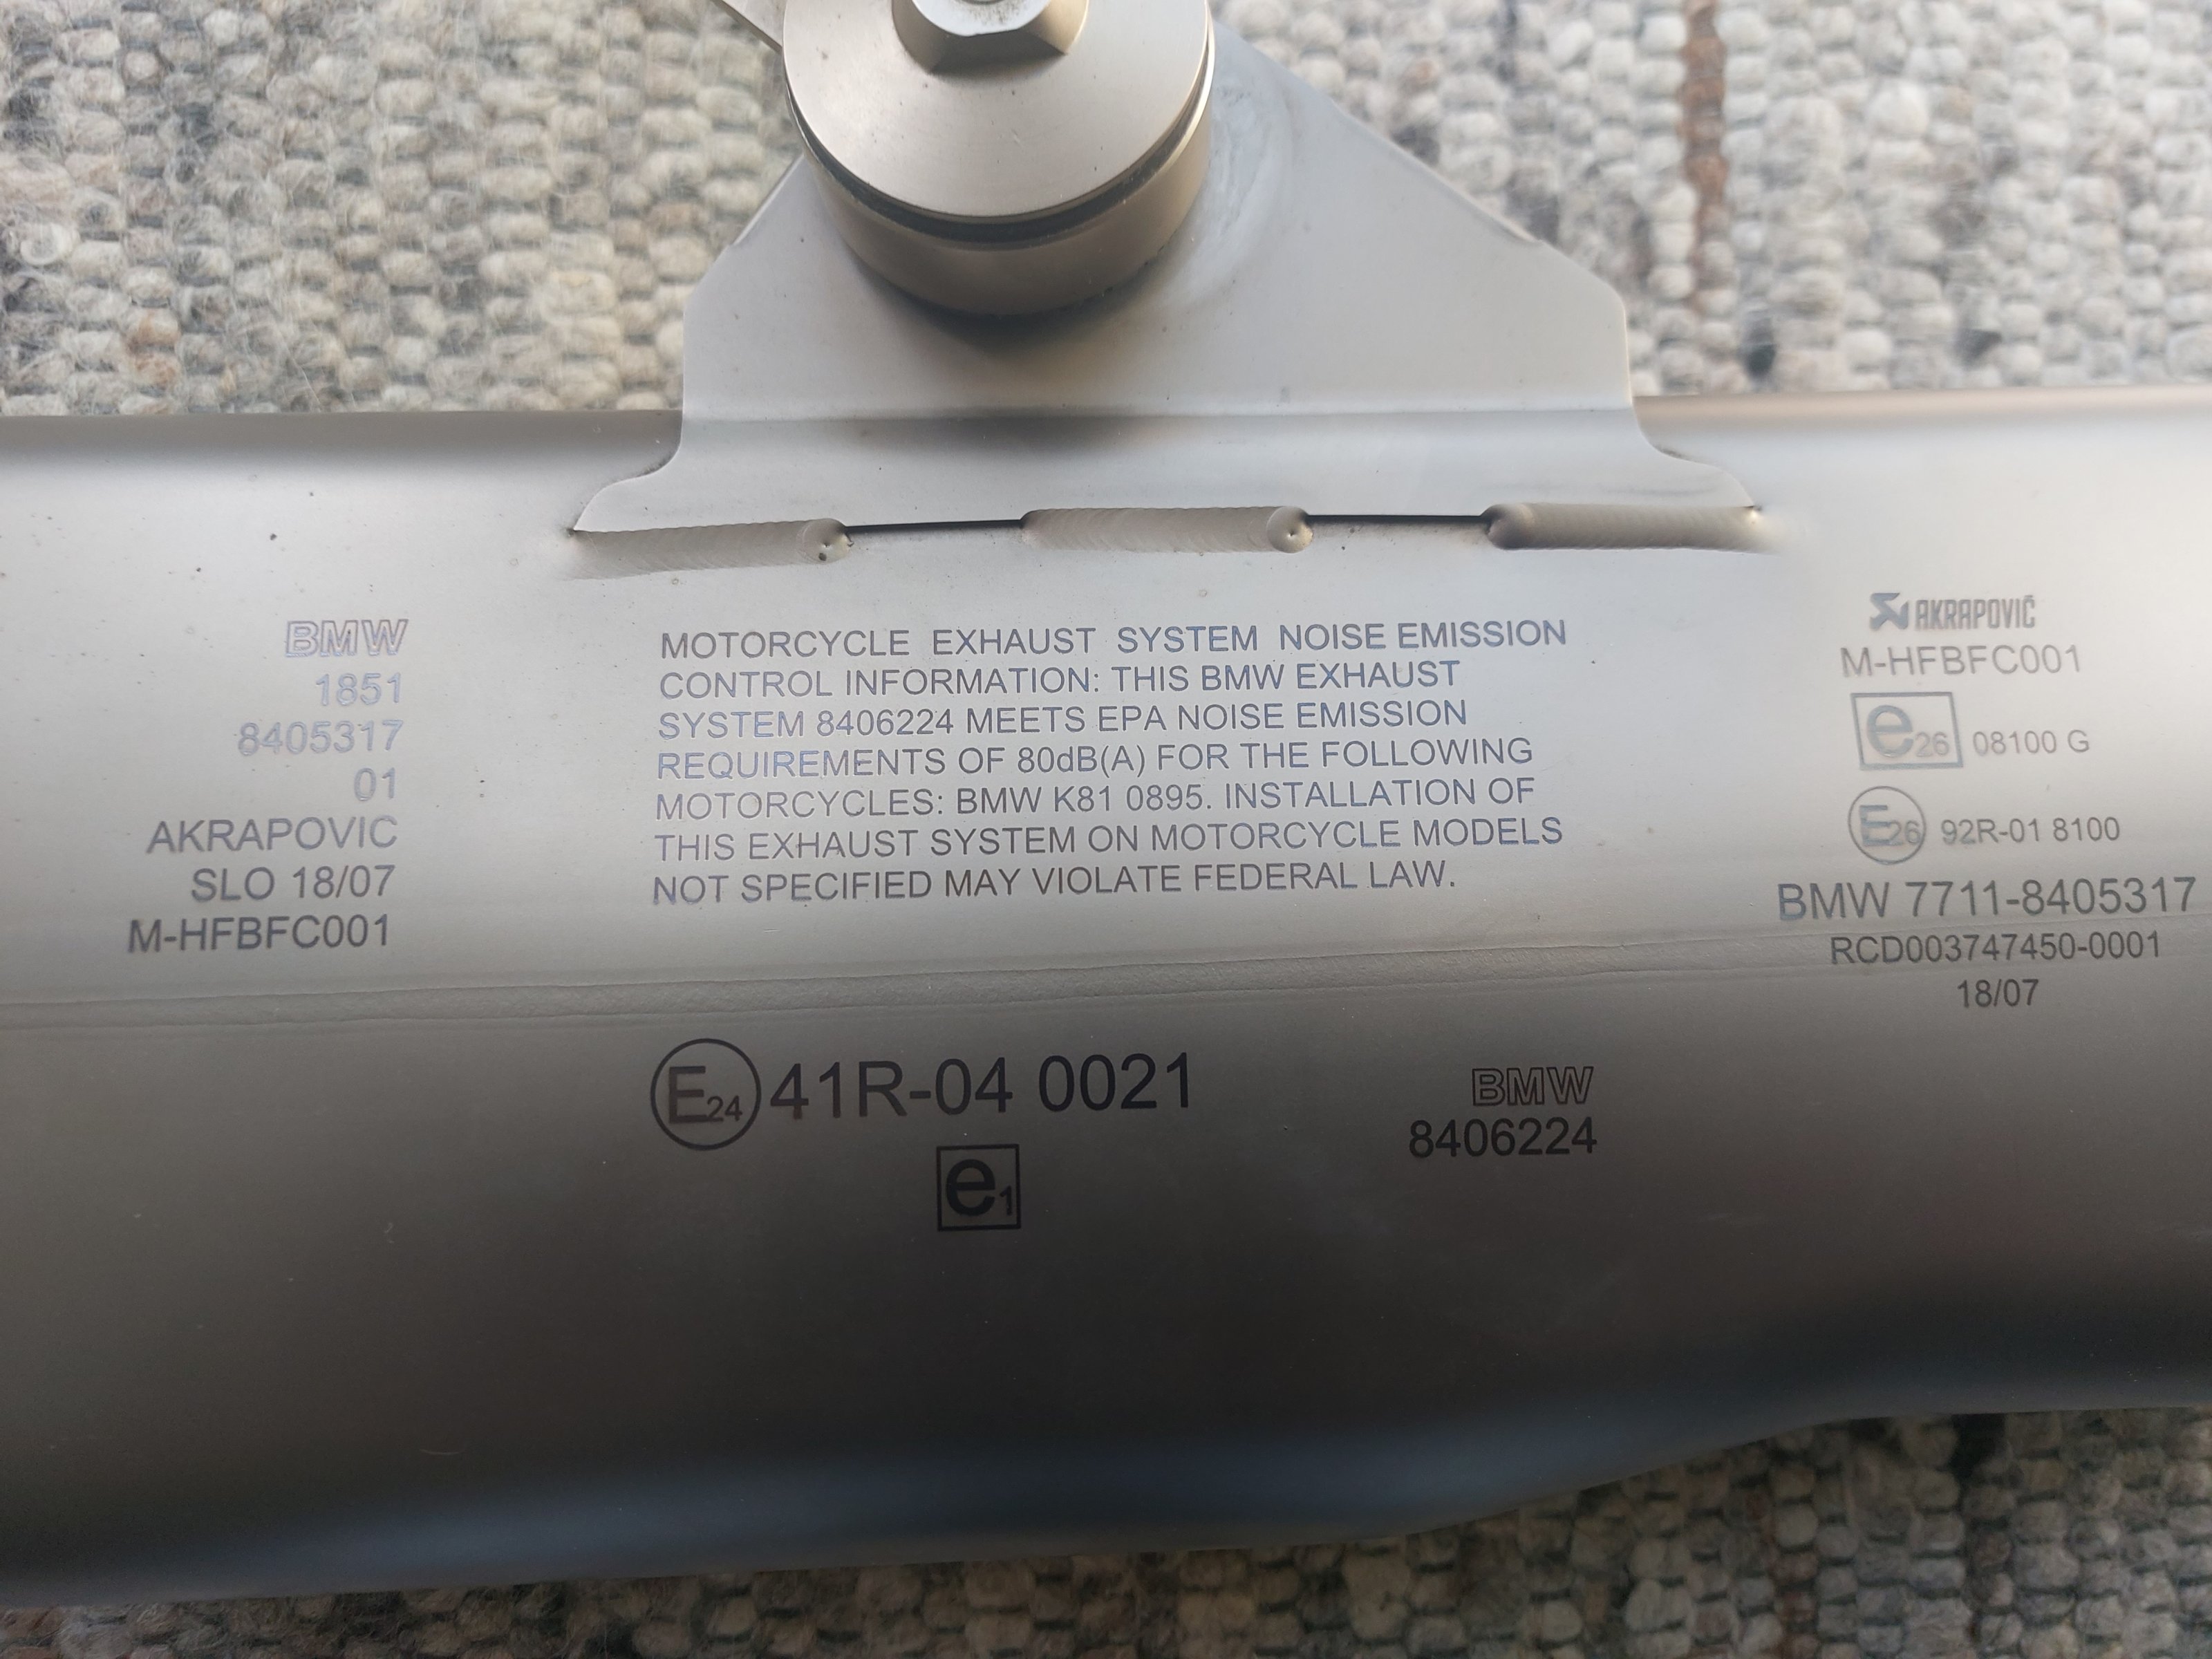 BMW
1851
8405317
01
AKRAPOVIC
SLO 18/07
M-HFBFC001
MOTORCYCLE EXHAUST SYSTEM NOISE EMISSION
CONTROL INFORMATION: THIS BMW EXHAUST
SYSTEM 8406224 MEETS EPA NOISE EMISSION
REQUIREMENTS OF 80dB(A) FOR THE FOLLOWING
MOTORCYCLES: BMW K81 0895. INSTALLATION OF
THIS EXHAUST SYSTEM ON MOTORCYCLE MODELS
NOT SPECIFIED MAY VIOLATE FEDERAL LAW.
AKRAPOVIČ
M-HFBFC001
e26 08100 G
E26 92R-01 8100
BMW 7711-8405317
RCD003747450-0001
18/07
E24 41R-04 0021
e1
BMW
8406224